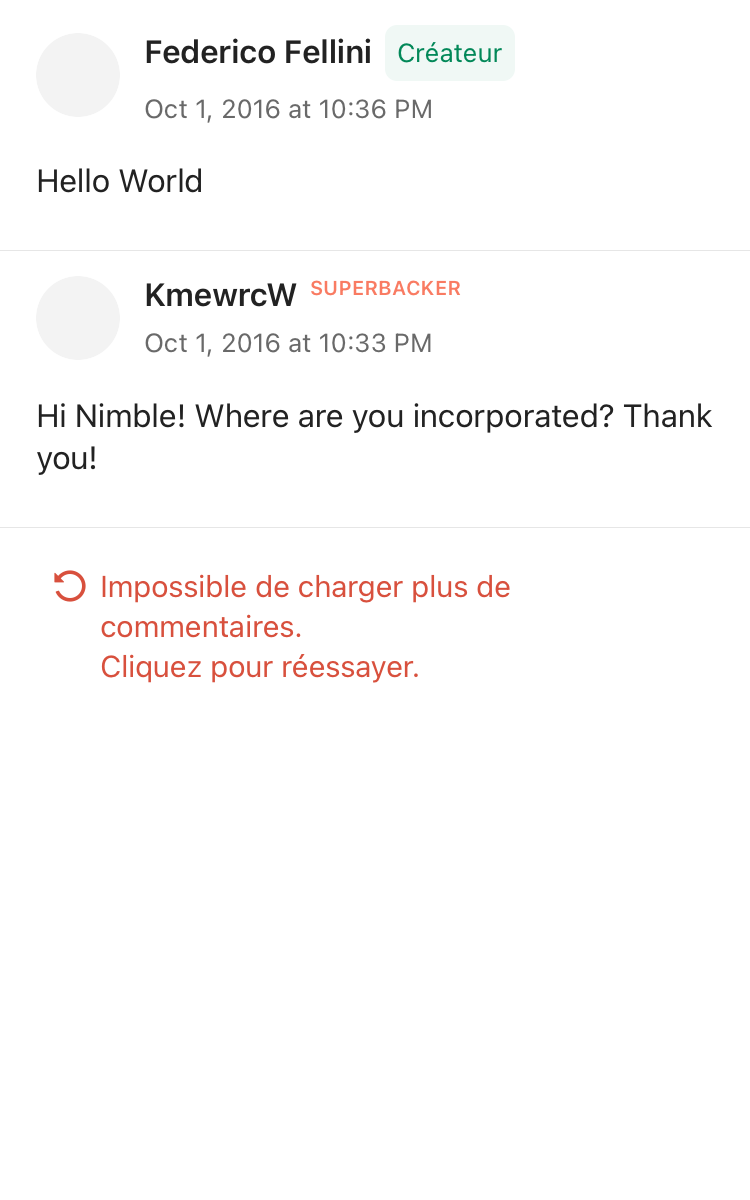 Federico Fellini Créateur
Oct 1, 2016 at 10:36 PM
Hello World
KmewrcW SUPERBACKER
Oct 1, 2016 at 10:33 PM
Hi Nimble! Where are you incorporated? Thank
you!
Impossible de charger plus de
commentaires.
Cliquez pour réessayer.